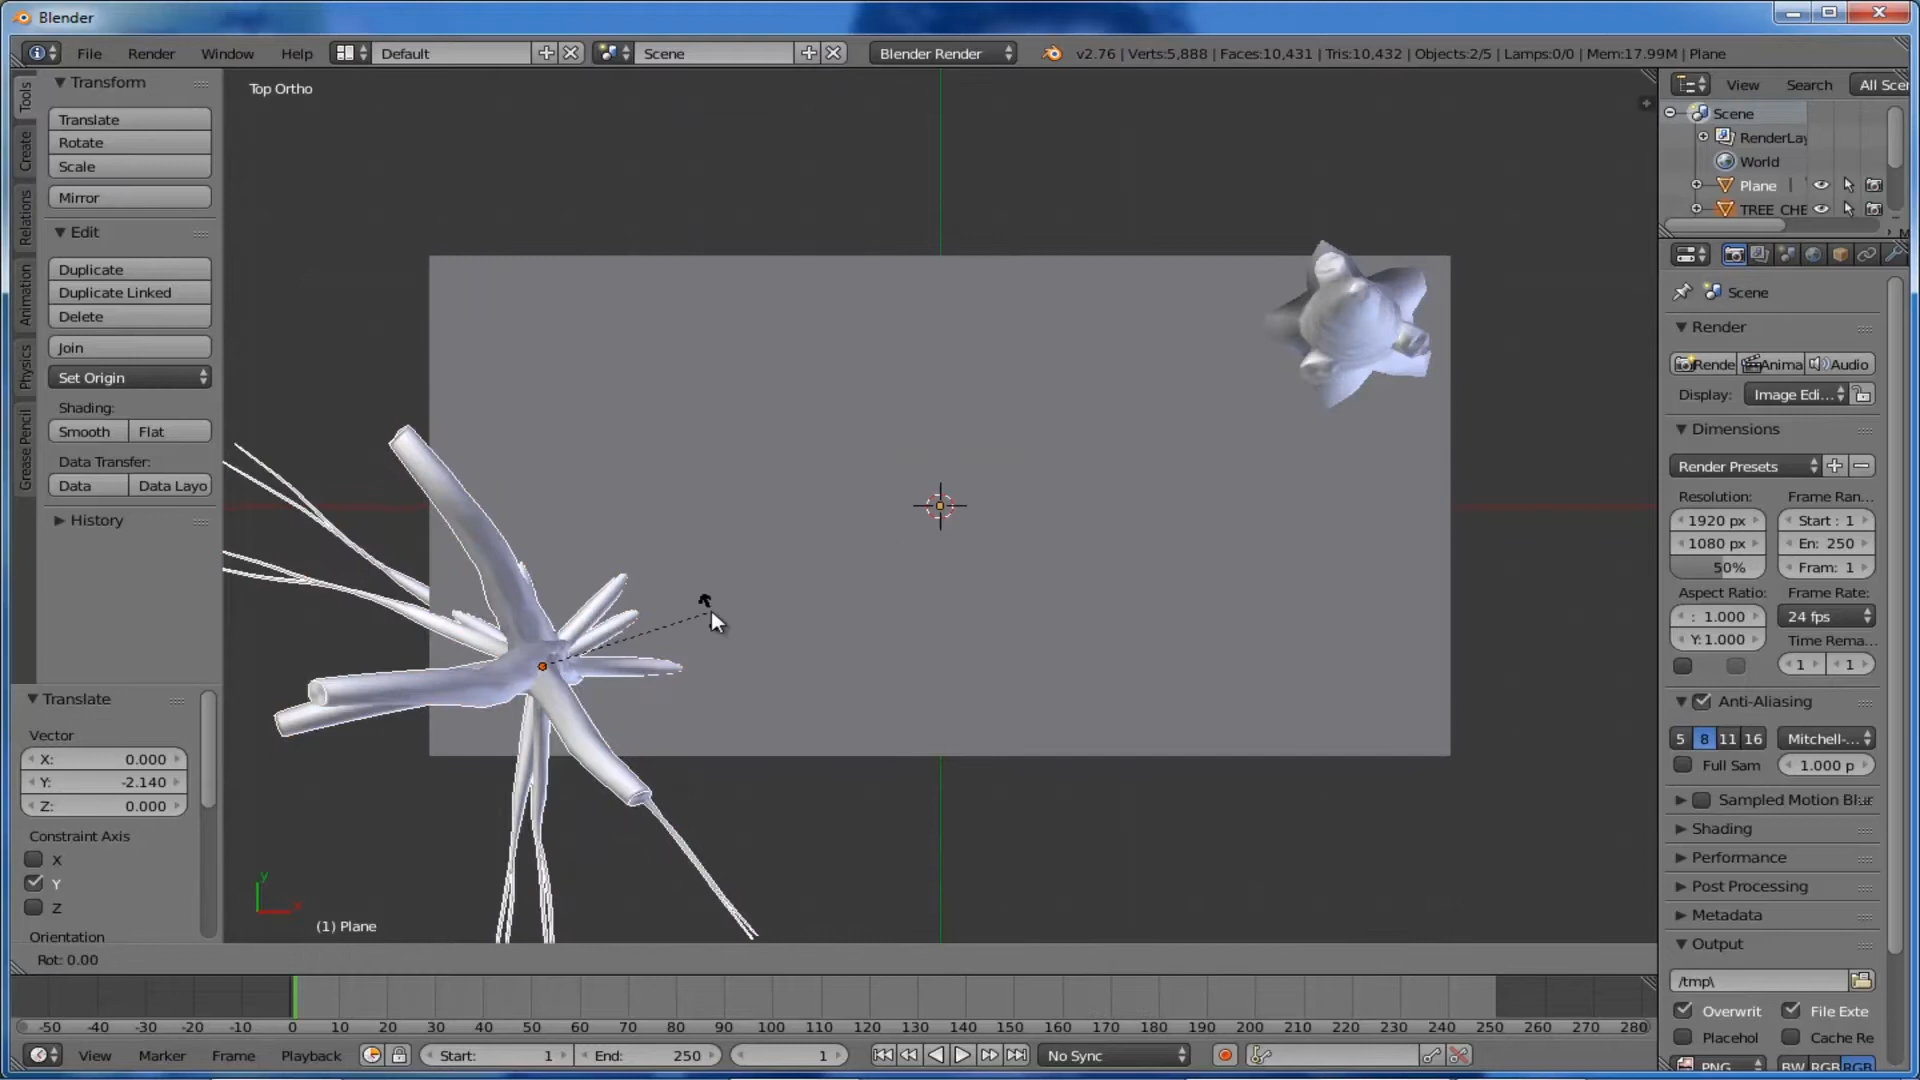 Blender
File Render Window Help Default Scene Blender Render v2.76 | Verts:5,888 | Faces:10,431 | Tris:10,432 | Objects:2/5 | Lamps:0/0 | Mem:17.99M | Plane
Tools
Create
Relations
Animation
Physics
Grease Pencil
Transform
Translate
Rotate
Scale
Mirror
Edit
Duplicate
Duplicate Linked
Delete
Join
Set Origin
Shading:
Smooth Flat
Data Transfer:
Data Data Layo
History
Translate
Vector
X: 0.000
Y: -2.140
Z: 0.000
Constraint Axis
X
Y
Z
Orientation
Top Ortho
y
x
(1) Plane
Rot: 0.00
View Search All Scer
Scene
RenderLay
World
Plane
TREE CHE
Scene
Render
Rende Anima Audio
Display: Image Edi...
Dimensions
Render Presets
Resolution: Frame Ran...
1920 px Start : 1
1080 px En: 250
50% Fram: 1
Aspect Ratio: Frame Rate:
: 1.000 24 fps
Y: 1.000 Time Rema...
1 1
Anti-Aliasing
5 8 11 16 Mitchell-...
Full Sam 1.000 p
Sampled Motion Blur
Shading
Performance
Post Processing
Metadata
Output
/tmp\
Overwrit File Exte
Placehol Cache Re
PNG BW RGB RGB
-50 -40 -30 -20 -10 0 10 20 30 40 50 60 70 80 90 100 110 120 130 140 150 160 170 180 190 200 210 220 230 240 250 260 270 280
View Marker Frame Playback Start: 1 End: 250 1 No Sync